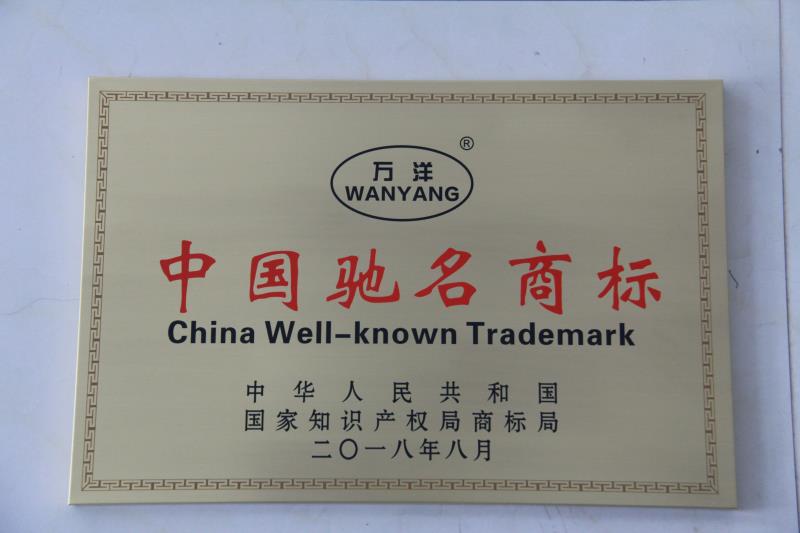 ®
万洋
WANYANG
中国驰名商标
China Well-known Trademark
中华人民共和国
国家知识产权局商标局
二〇一八年八月